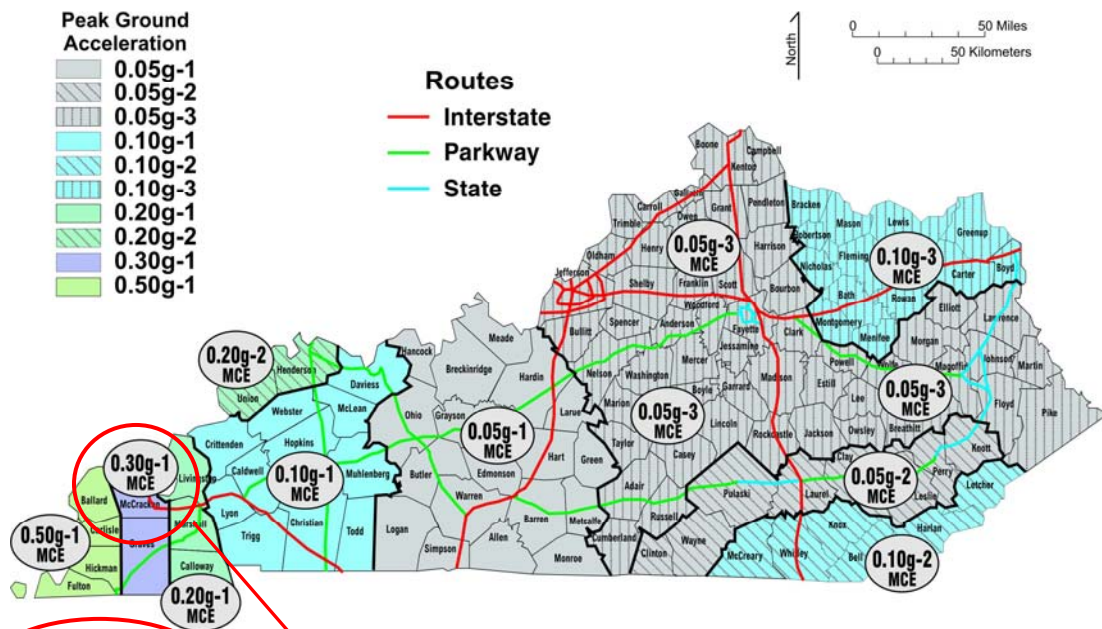 Peak Ground
Acceleration
0.05g-1
0.05g-2
0.05g-3
0.10g-1
0.10g-2
0.10g-3
0.20g-1
0.20g-2
0.30g-1
0.50g-1
Routes
Interstate
Parkway
State
North
0 50 Miles
0 50 Kilometers
Boone
Campbell
Kenton
Gallatin
Grant
Pendleton
Bracken
Carroll
Owen
Trimble
Mason
Lewis
Robertson
Greenup
Henry
0.05g-3
MCE
Harrison
Fleming
0.10g-3
MCE
Oldham
Nicholas
Carter
Boyd
Jefferson
Shelby
Franklin
Scott
Bourbon
Bath
Rowan
Woodford
Elliott
Lawrence
Bullitt
Spencer
Anderson
Fayette
Clark
Montgomery
Menifee
Morgan
Meade
Jessamine
Hancock
0.20g-2
MCE
Henderson
Daviess
Breckinridge
Hardin
Nelson
Washington
Mercer
Madison
Powell
Wolfe
Magoffin
Johnson
Martin
Union
Webster
McLean
Ohio
Grayson
Larue
Marion
Boyle
Garrard
Estill
Lee
0.05g-3
MCE
Floyd
Pike
Crittenden
Hopkins
0.05g-1
MCE
0.05g-3
MCE
Lincoln
Rockcastle
Jackson
Owsley
Breathitt
Knott
0.30g-1
MCE
Livingston
Caldwell
0.10g-1
MCE
Muhlenberg
Butler
Edmonson
Hart
Green
Taylor
Casey
Clay
0.05g-2
MCE
Perry
Ballard
McCracken
Lyon
Warren
Adair
Pulaski
Laurel
Leslie
Letcher
0.50g-1
MCE
Carlisle
Graves
Marshall
Trigg
Christian
Todd
Logan
Barren
Metcalfe
Russell
Knox
Harlan
Hickman
Simpson
Allen
Cumberland
Wayne
Bell
Fulton
Calloway
Monroe
Clinton
McCreary
Whitley
0.10g-2
MCE
0.20g-1
MCE